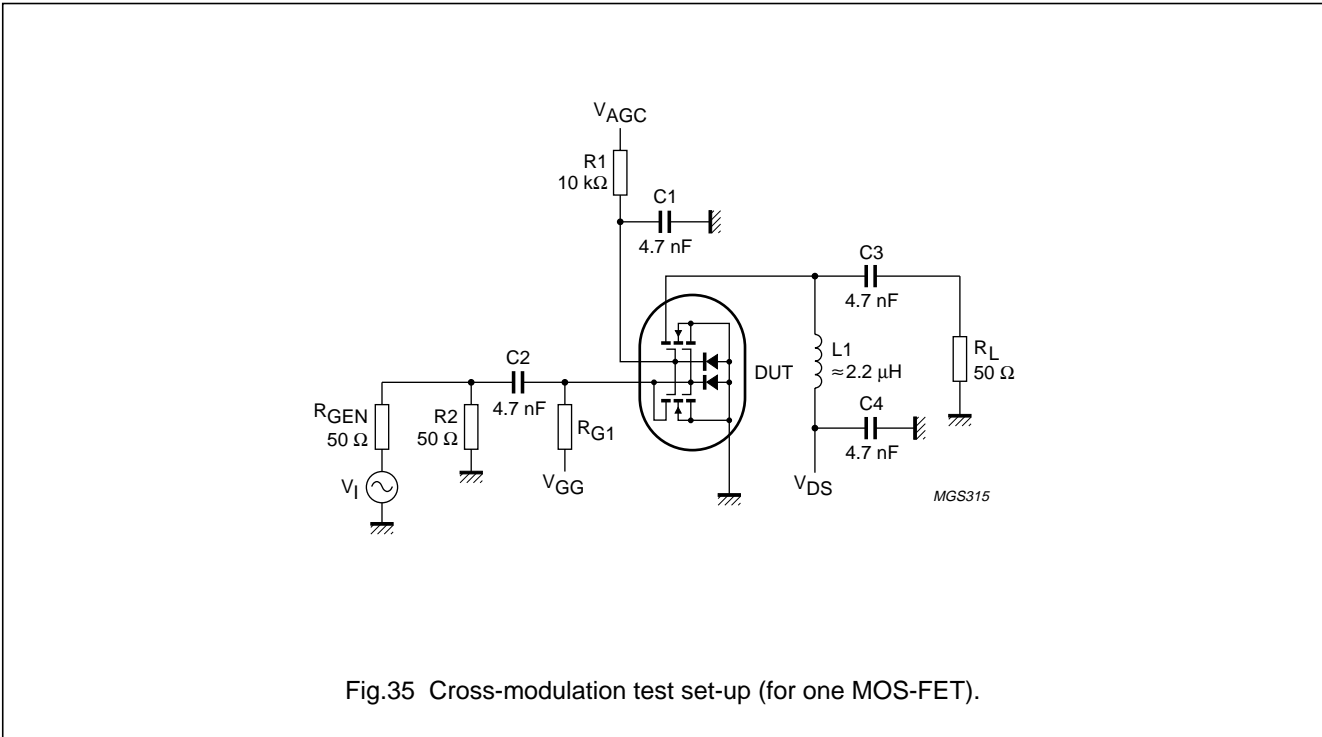 VAGC
R1
10 kΩ
C1
4.7 nF
C3
4.7 nF
L1
≈2.2 μH
RL
50 Ω
DUT
C2
4.7 nF
RGEN
50 Ω
R2
50 Ω
RG1
C4
4.7 nF
VI
VGG
VDS
MGS315
Fig.35 Cross-modulation test set-up (for one MOS-FET).